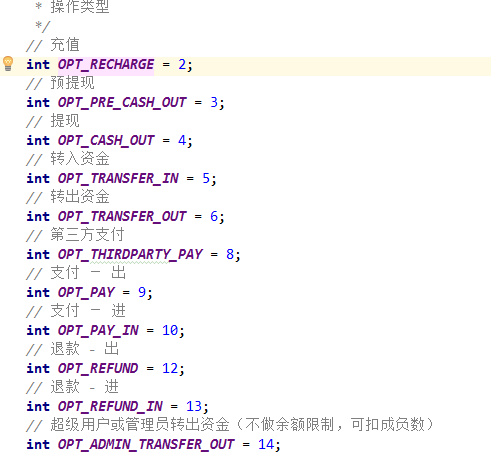 * 操作类型
*/
// 充值
int OPT_RECHARGE = 2;
// 预提现
int OPT_PRE_CASH_OUT = 3;
// 提现
int OPT_CASH_OUT = 4;
// 转入资金
int OPT_TRANSFER_IN = 5;
// 转出资金
int OPT_TRANSFER_OUT = 6;
// 第三方支付
int OPT_THIRDPARTY_PAY = 8;
// 支付 — 出
int OPT_PAY = 9;
// 支付 — 进
int OPT_PAY_IN = 10;
// 退款 - 出
int OPT_REFUND = 12;
// 退款 - 进
int OPT_REFUND_IN = 13;
// 超级用户或管理员转出资金（不做余额限制，可扣成负数）
int OPT_ADMIN_TRANSFER_OUT = 14;